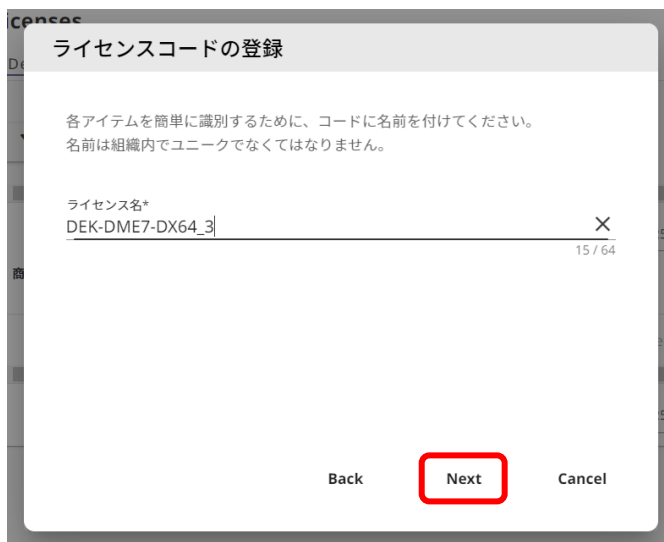 icenses
ライセンスコードの登録
De
各アイテムを簡単に識別するために、コードに名前を付けてください。
名前は組織内でユニークでなくてはなりません。
ライセンス名*
DEK-DME7-DX64_3
15 / 64
商
Back
Next
Cancel